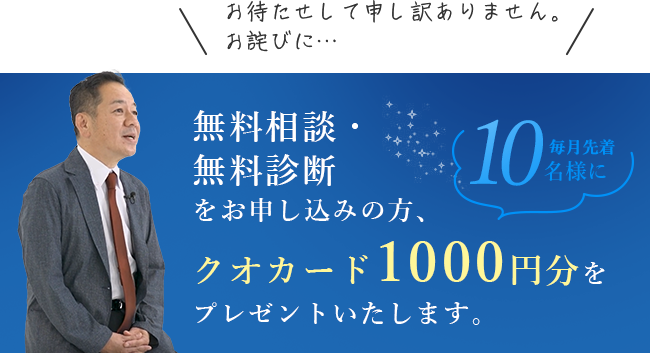 お待たせして申し訳ありません。
お詫びに…
無料相談・
無料診断
をお申し込みの方、
毎月先着
10名様に
クオカード1000円分を
プレゼントいたします。